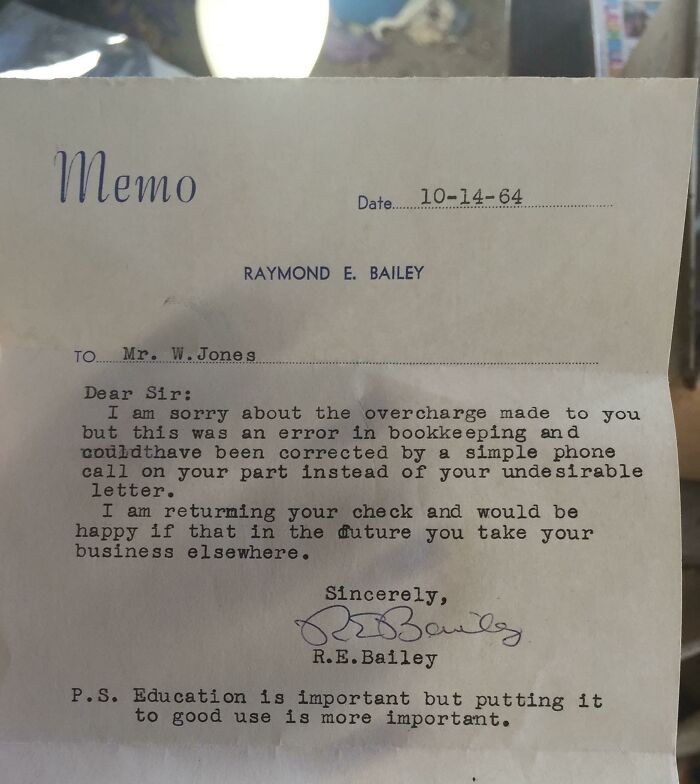 Memo
Date 10-14-64
RAYMOND E. BAILEY
TO Mr. W.Jones
Dear Sir:
I am sorry about the overcharge made to you
but this was an error in bookkeeping and
couldthave been corrected by a simple phone
call on your part instead of your undesirable
letter.
I am returning your check and would be
happy if that in the future you take your
business elsewhere.
Sincerely,
R.E.Bailey
R.E.Bailey
P.S. Education is important but putting it
to good use is more important.